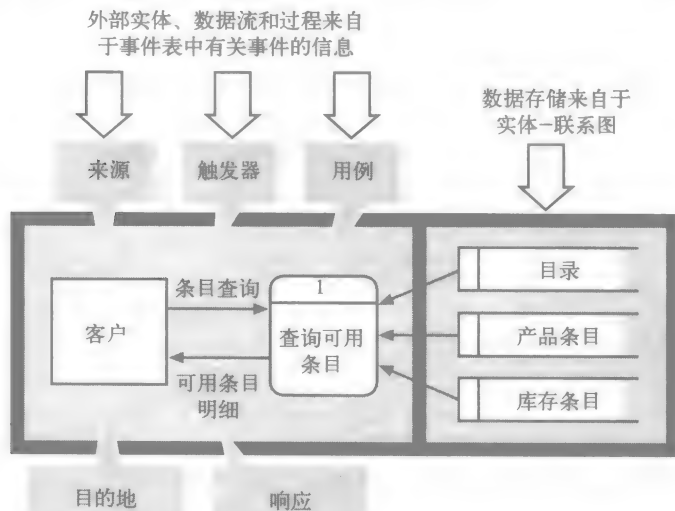 外部实体、数据流和过程来自
于事件表中有关事件的信息
数据存储来自于
实体-联系图
来源
触发器
用例
条目查询
1
目录
客户
查询可用
条目
产品条目
可用条目
明细
库存条目
目的地
响应